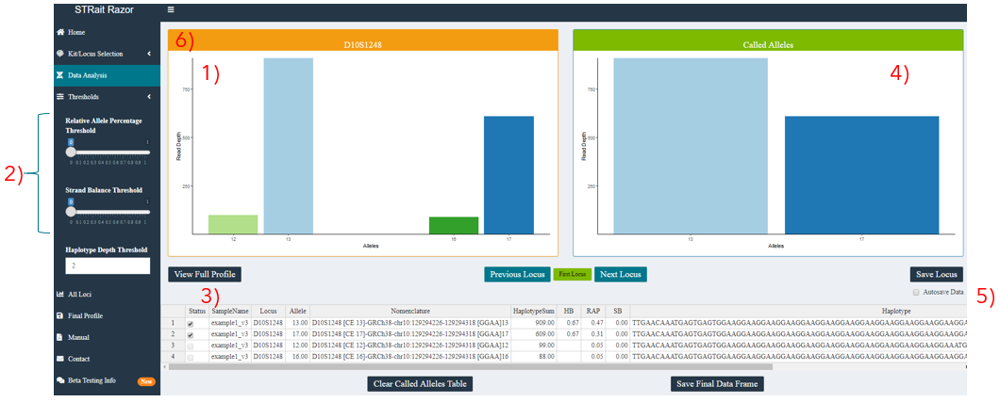 STRait Razor
Home
Kit/Locus Selection
Data Analysis
Thresholds
2)
Relative Allele Percentage
Threshold
0 1
0 0.1 0.2 0.3 0.4 0.5 0.6 0.7 0.8 0.9 1
Strand Balance Threshold
0 1
0 0.1 0.2 0.3 0.4 0.5 0.6 0.7 0.8 0.9 1
Haplotype Depth Threshold
2
All Loci
Final Profile
Manual
Contact
Beta Testing Info New
6)
D10S1248
1)
750
500
250
Read Depth
12 13 16 17
Alleles
Called Alleles
4)
750
500
250
Read Depth
13 17
Alleles
View Full Profile
Previous Locus First Locus Next Locus
Save Locus
Autosave Data
3)
5)
Status SampleName Locus Allele Nomenclature HaplotypeSum HB RAP SB Haplotype
1 example1_v3 D10S1248 13.00 D10S1248 [CE 13]-GRCh38-chr10:129294226-129294318 [GGAA]13 909.00 0.67 0.47 0.00
2 example1_v3 D10S1248 17.00 D10S1248 [CE 17]-GRCh38-chr10:129294226-129294318 [GGAA]17 609.00 0.67 0.31 0.00
3 example1_v3 D10S1248 12.00 D10S1248 [CE 12]-GRCh38-chr10:129294226-129294318 [GGAA]12 99.00 0.05 0.00
4 example1_v3 D10S1248 16.00 D10S1248 [CE 16]-GRCh38-chr10:129294226-129294318 [GGAA]16 88.00 0.05 0.00
Clear Called Alleles Table
Save Final Data Frame